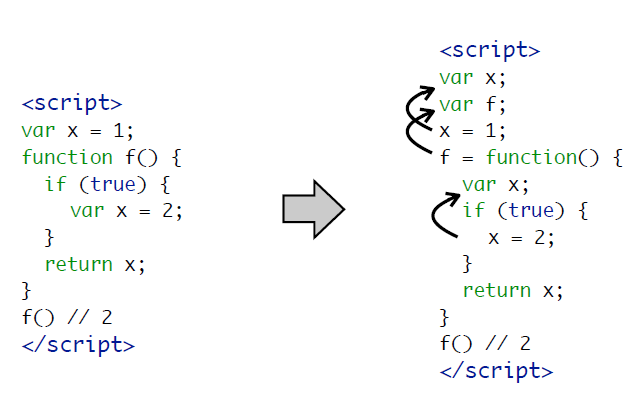 <script>
var x = 1;
function f() {
  if (true) {
    var x = 2;
  }
  return x;
}
f() // 2
</script>
<script>
var x;
var f;
x = 1;
f = function() {
  var x;
  if (true) {
    x = 2;
  }
  return x;
}
f() // 2
</script>